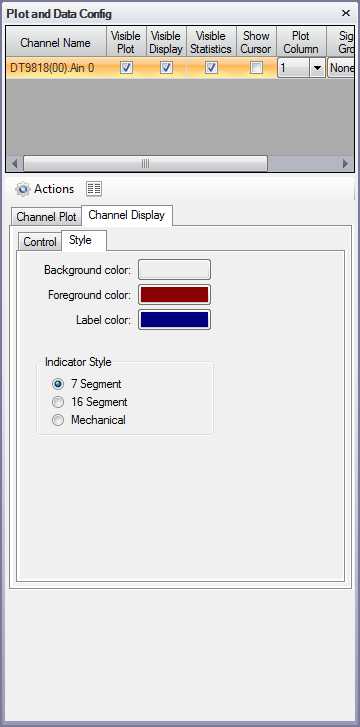 Plot and Data Config
Channel Name Visible Plot Visible Display Visible Statistics Show Cursor Plot Column Sig Gro
DT9818(00).Ain 0 1 None
Actions
Channel Plot Channel Display
Control Style
Background color:
Foreground color:
Label color:
Indicator Style
7 Segment
16 Segment
Mechanical